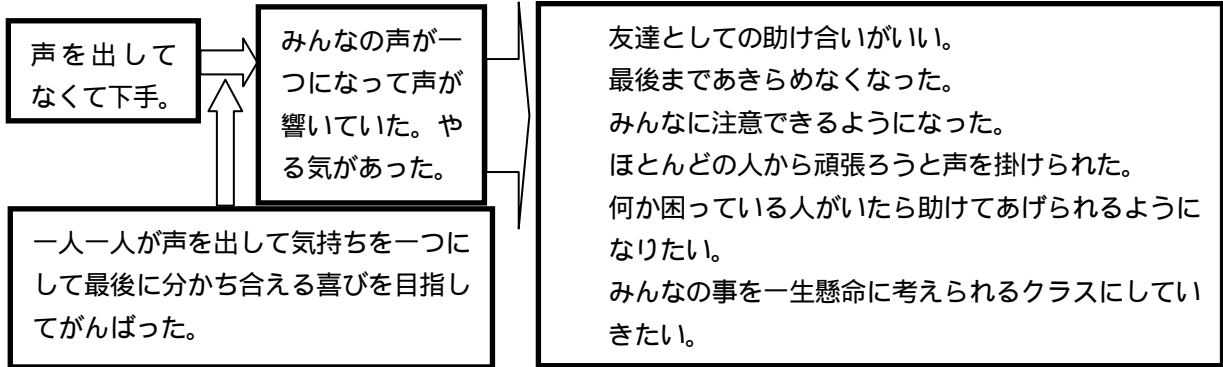 声を出して
なくて下手。
みんなの声が一
つになって声が
響いていた。や
る気があった。
一人一人が声を出して気持ちを一つに
して最後に分かち合える喜びを目指し
てがんばった。
友達としての助け合いがいい。
最後まであきらめなくなった。
みんなに注意できるようになった。
ほとんどの人から頑張ろうと声を掛けられた。
何か困っている人がいたら助けてあげられるように
なりたい。
みんなの事を一生懸命に考えられるクラスにしてい
きたい。